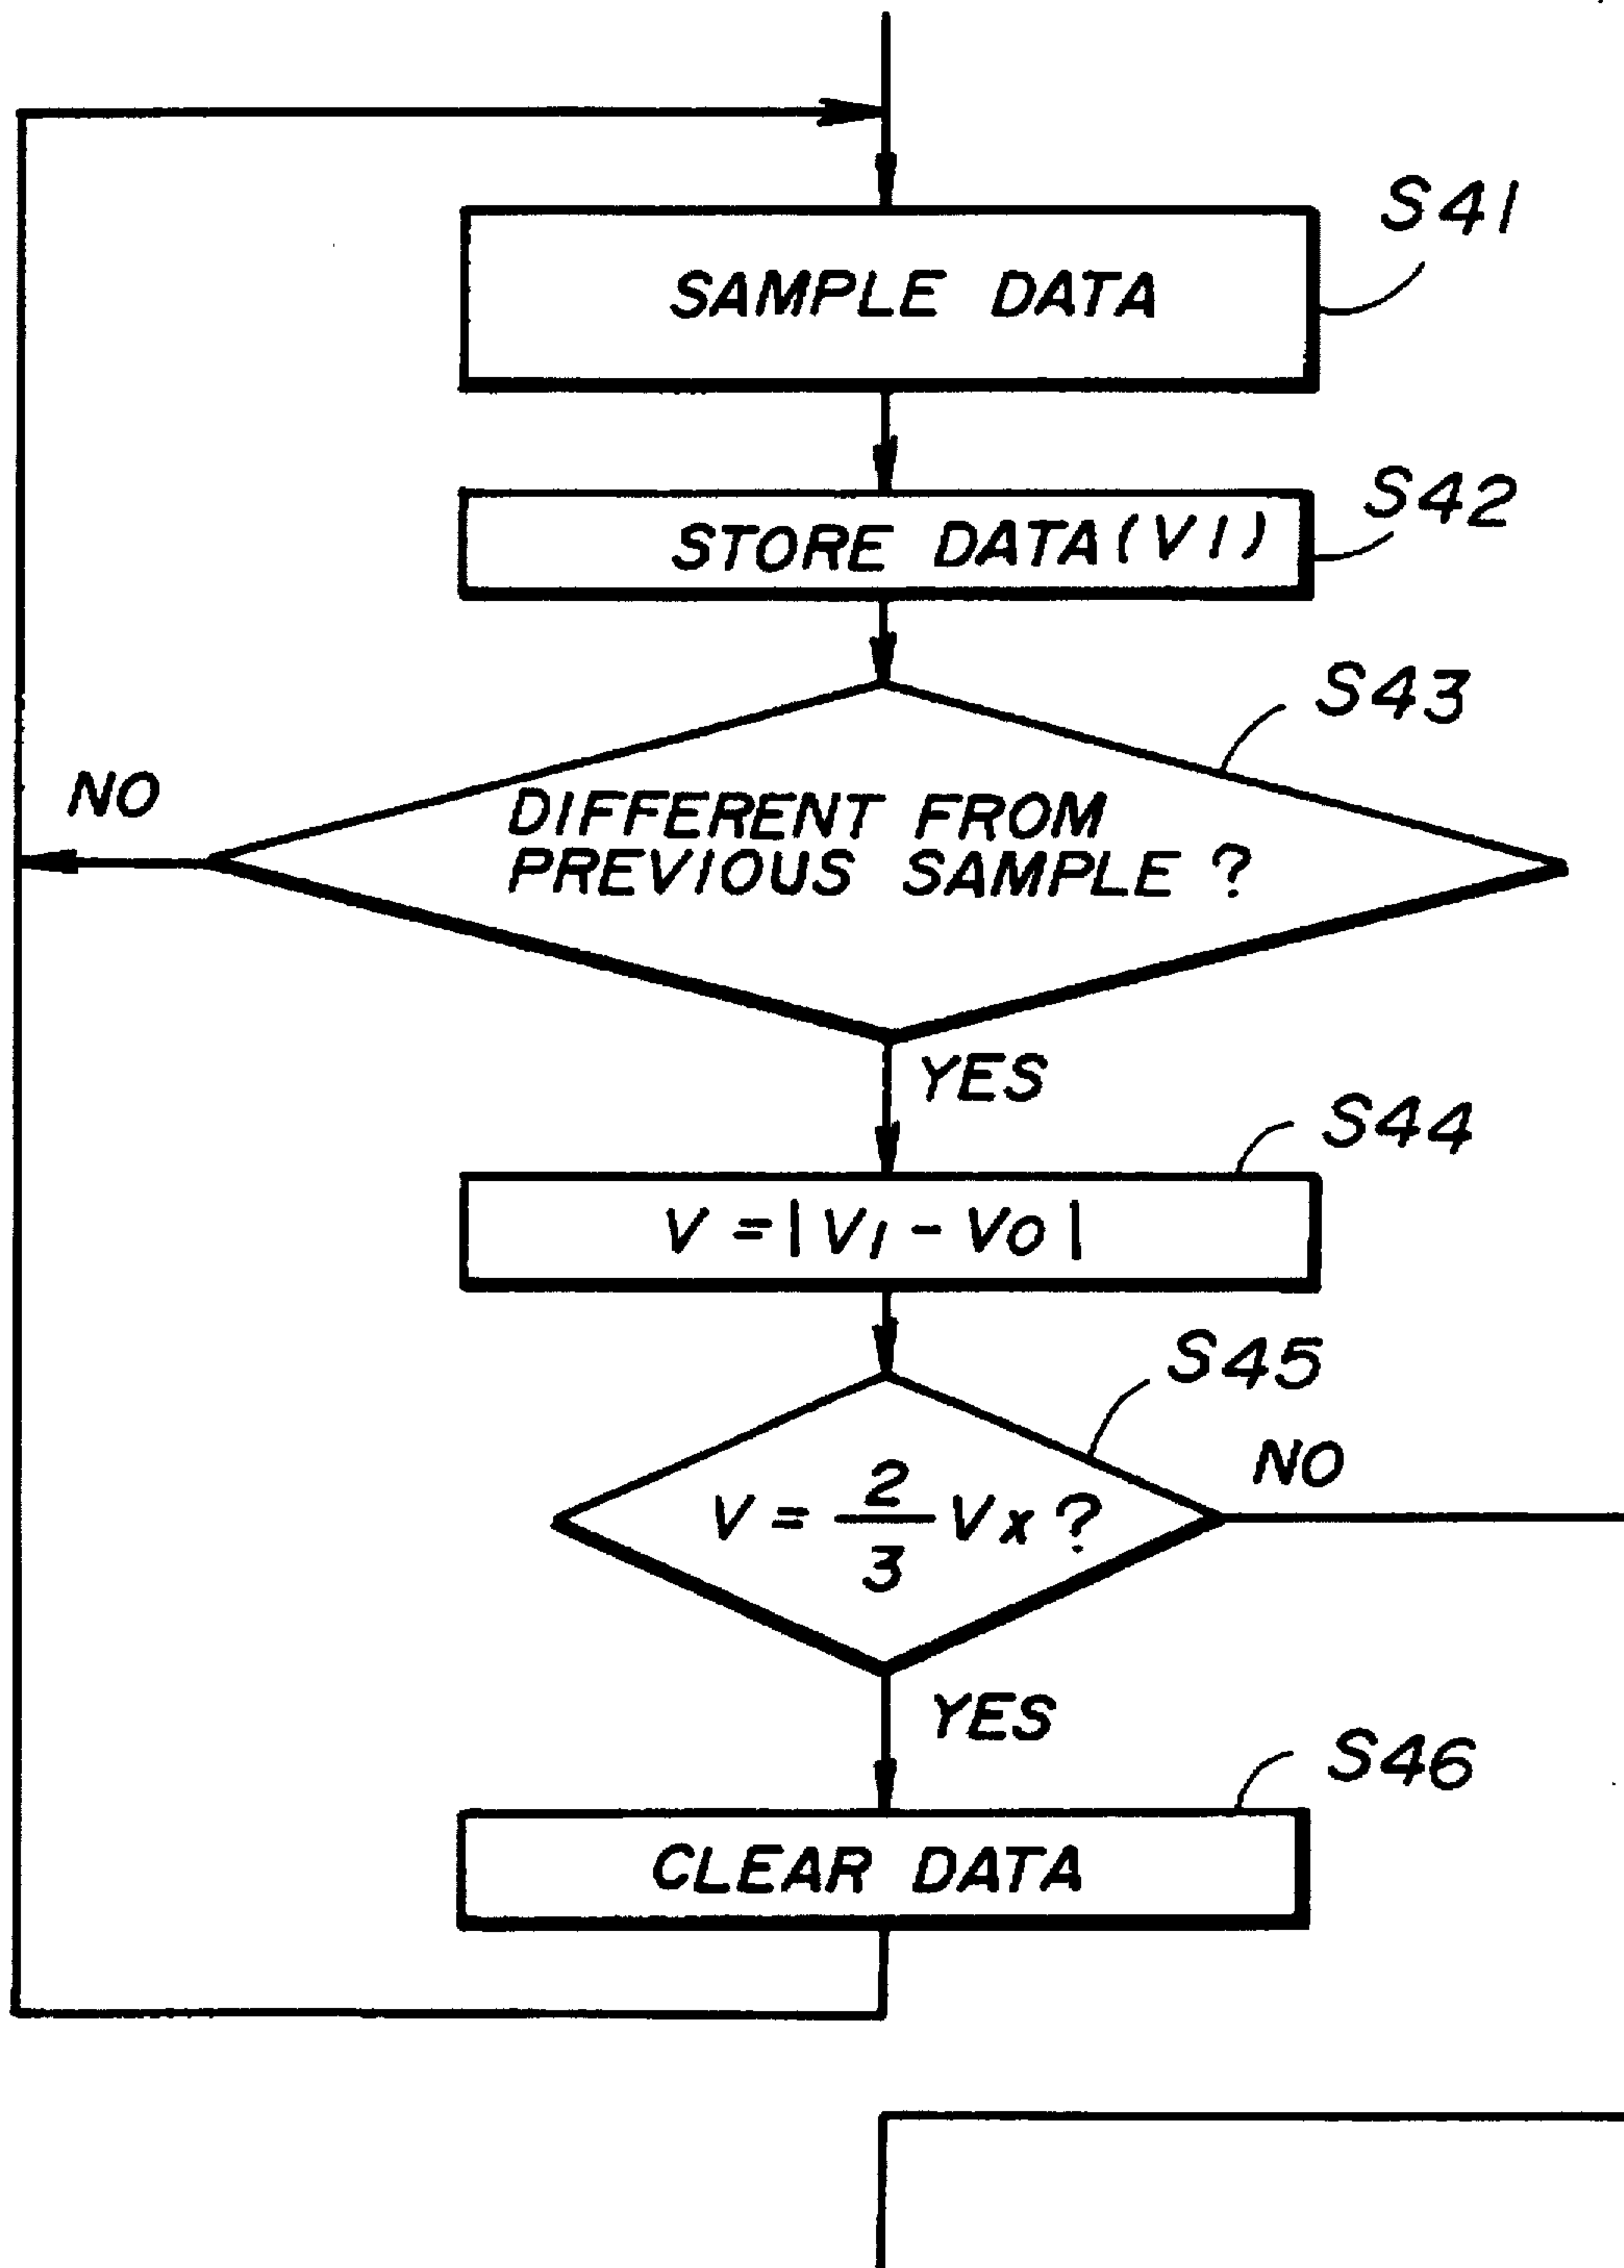 S41
SAMPLE DATA
S42
STORE DATA (V1)
S43
NO
DIFFERENT FROM
PREVIOUS SAMPLE ?
YES
S44
V = | V1 - V0 |
S45
NO
V = 2/3 Vx ?
YES
S46
CLEAR DATA